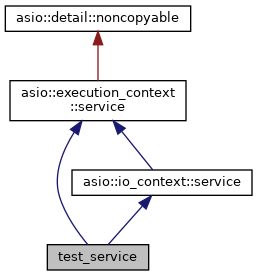 asio::detail::noncopyable
asio::execution_context
::service
asio::io_context::service
test_service